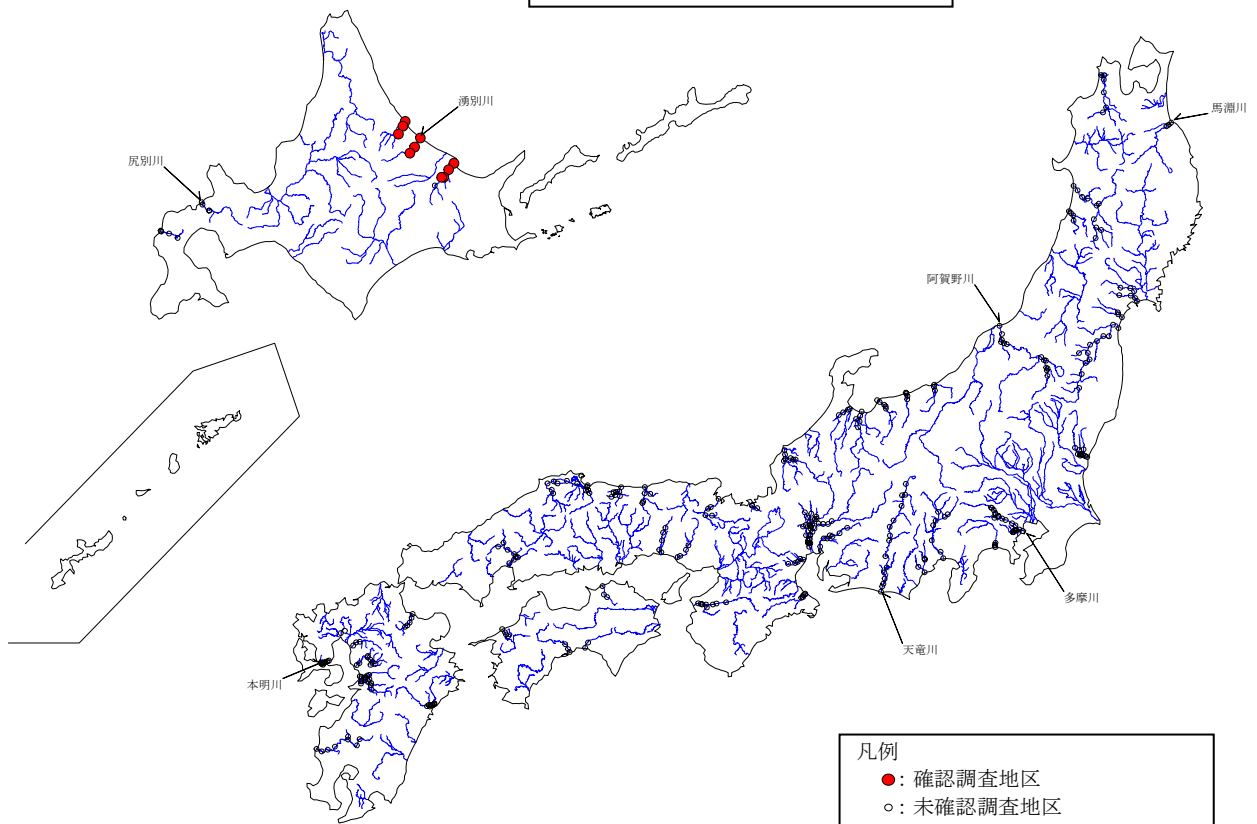 湧別川
馬淵川
尻別川
阿賀野川
多摩川
天竜川
本明川
凡例
●: 確認調査地区
○: 未確認調査地区